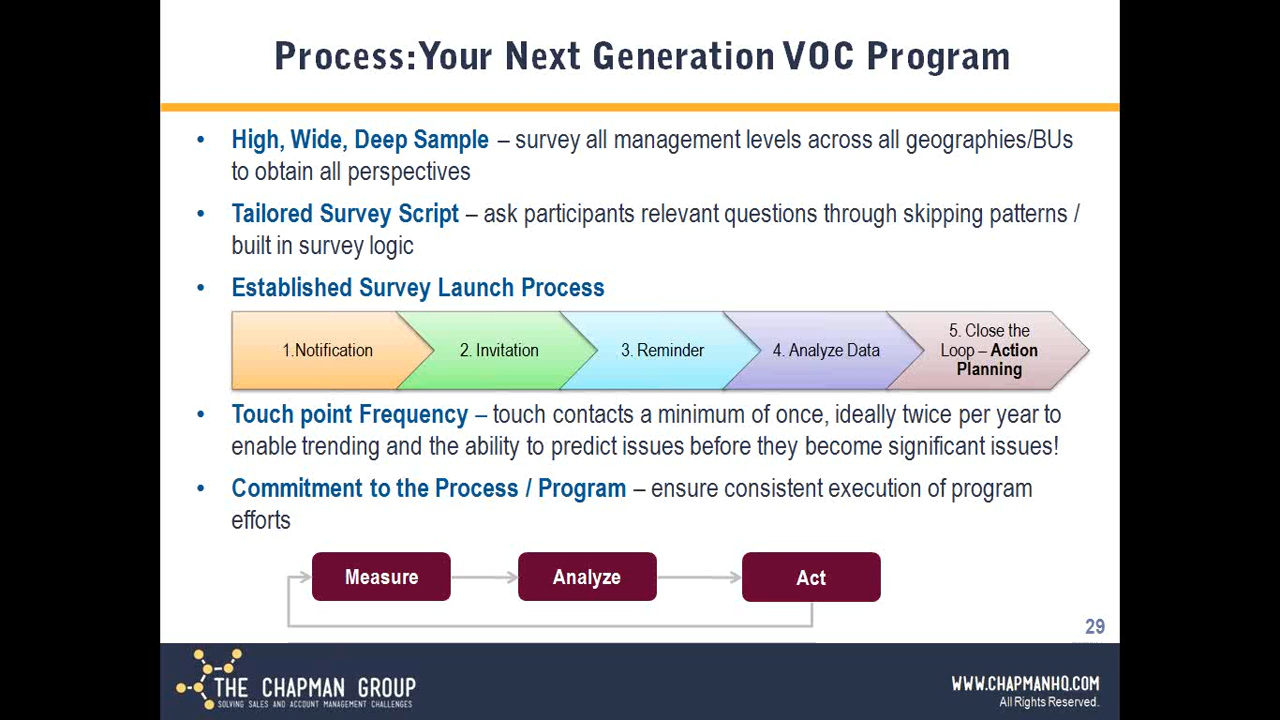 Process:Your Next Generation VOC Program
• High, Wide, Deep Sample – survey all management levels across all geographies/BUs
to obtain all perspectives
• Tailored Survey Script – ask participants relevant questions through skipping patterns /
built in survey logic
• Established Survey Launch Process
1.Notification
2. Invitation
3. Reminder
4. Analyze Data
5. Close the
Loop – Action
Planning
• Touch point Frequency – touch contacts a minimum of once, ideally twice per year to
enable trending and the ability to predict issues before they become significant issues!
• Commitment to the Process / Program – ensure consistent execution of program
efforts
Measure
Analyze
Act
29
THE CHAPMAN GROUP
SOLVING SALES AND ACCOUNT MANAGEMENT CHALLENGES
WWW.CHAPMANHQ.COM
All Rights Reserved.